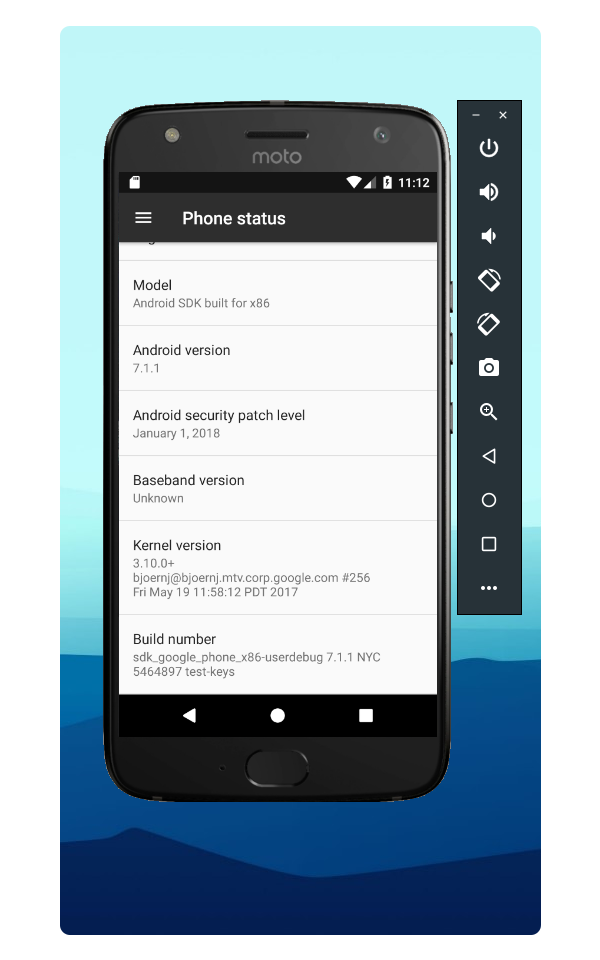 moto
11:12
Phone status
Model
Android SDK built for x86
Android version
7.1.1
Android security patch level
January 1, 2018
Baseband version
Unknown
Kernel version
3.10.0+
bjoernj@bjoernj.mtv.corp.google.com #256
Fri May 19 11:58:12 PDT 2017
Build number
sdk_google_phone_x86-userdebug 7.1.1 NYC
5464897 test-keys